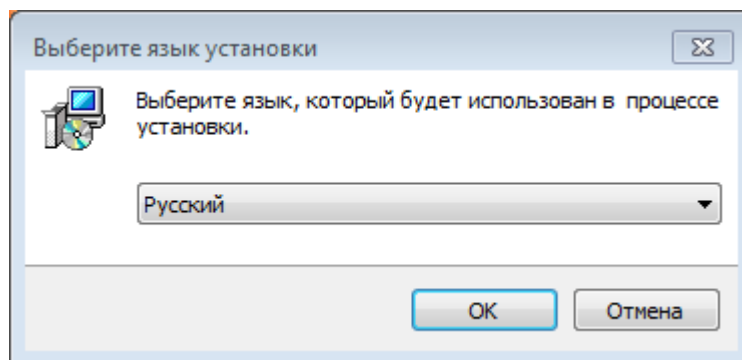 Выберите язык установки
Выберите язык, который будет использован в процессе
установки.
Русский
OK
Отмена